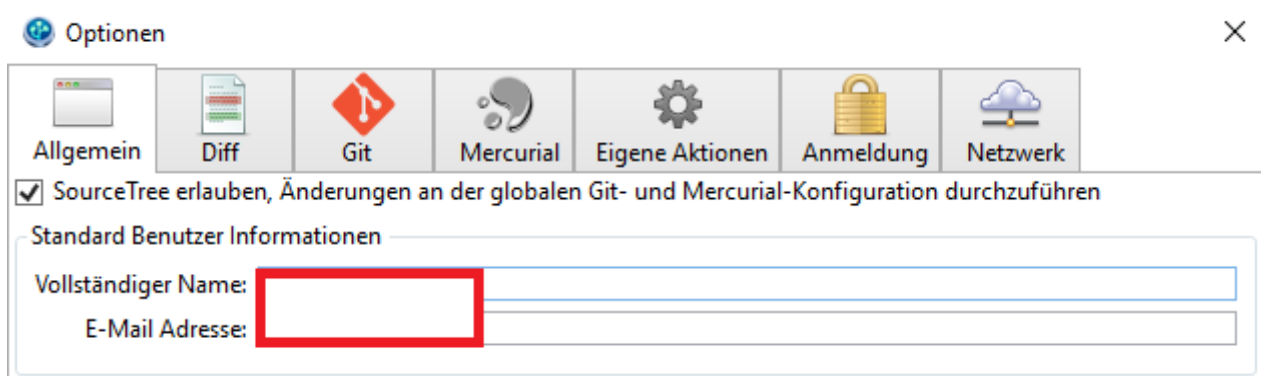 Optionen
Allgemein Diff Git Mercurial Eigene Aktionen Anmeldung Netzwerk
SourceTree erlauben, Änderungen an der globalen Git- und Mercurial-Konfiguration durchzuführen
Standard Benutzer Informationen
Vollständiger Name:
E-Mail Adresse: